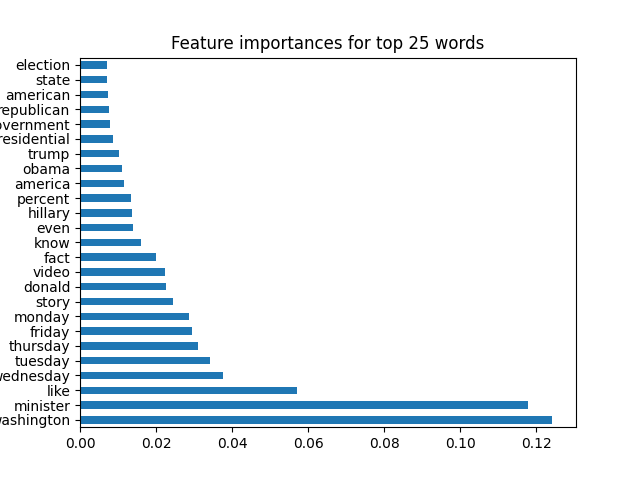 Feature importances for top 25 words
election
state
american
republican
overnment
residential
trump
obama
america
percent
hillary
even
know
fact
video
donald
story
monday
friday
thursday
tuesday
wednesday
like
minister
washington
0.00 0.02 0.04 0.06 0.08 0.10 0.12